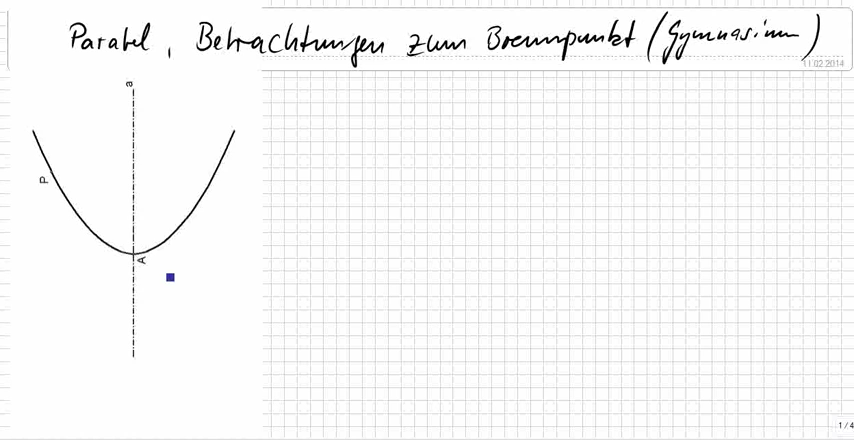 Parabel, Betrachtungen zum Brennpunkt (Gymnasium)
11.02.2014
a
P
A
1 / 4